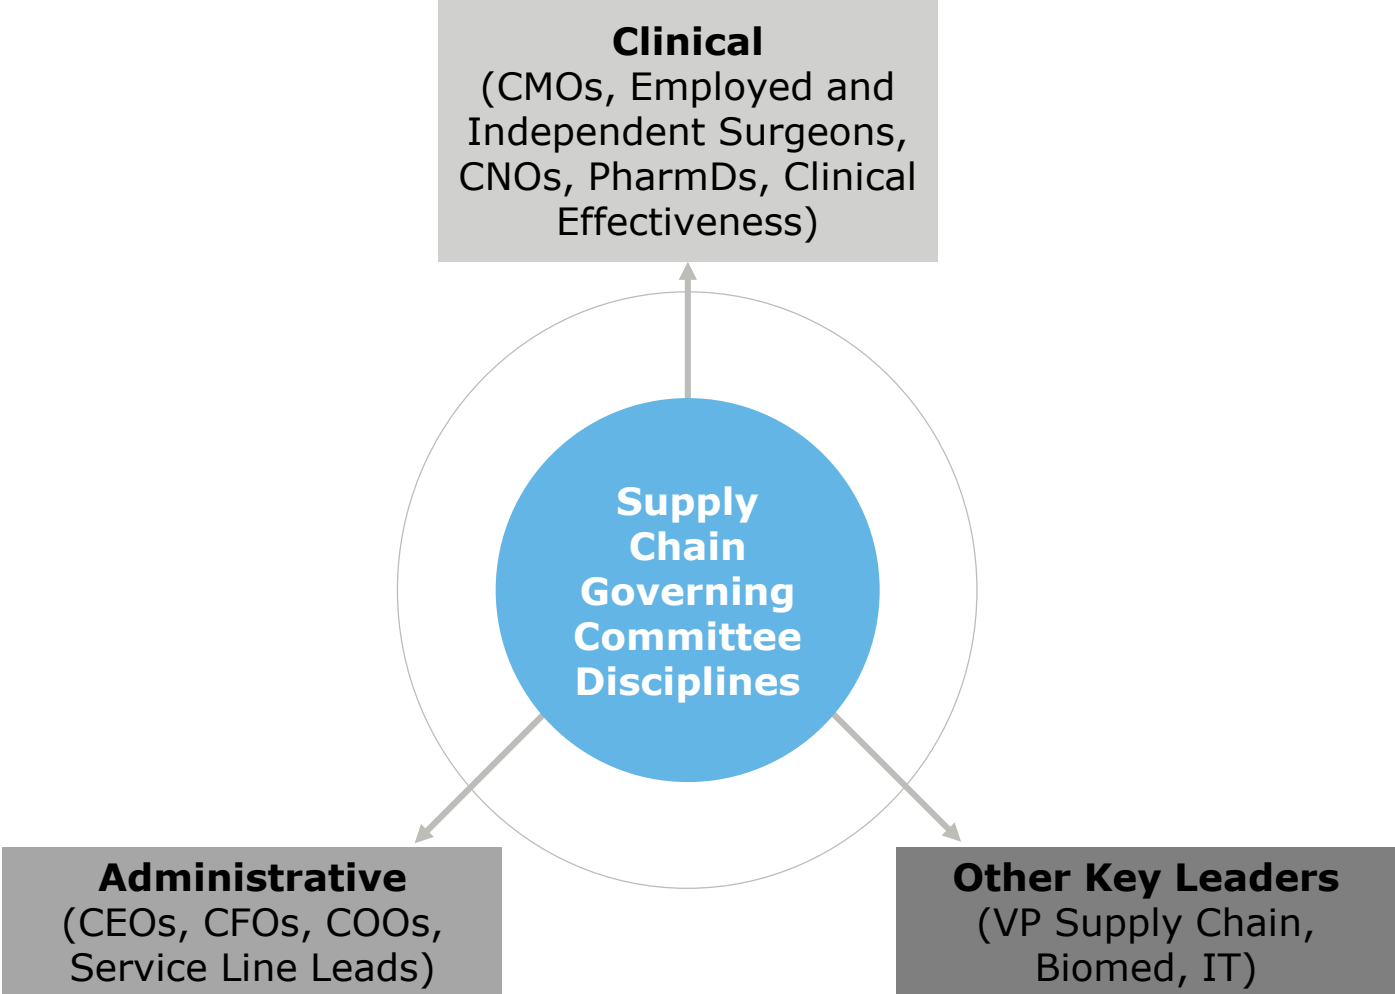 Clinical
(CMOs, Employed and
Independent Surgeons,
CNOs, PharmDs, Clinical
Effectiveness)
Supply
Chain
Governing
Committee
Disciplines
Administrative
(CEOs, CFOs, COOs,
Service Line Leads)
Other Key Leaders
(VP Supply Chain,
Biomed, IT)